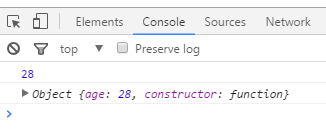 Elements Console Sources Network
top Preserve log
28
Object {age: 28, constructor: function}